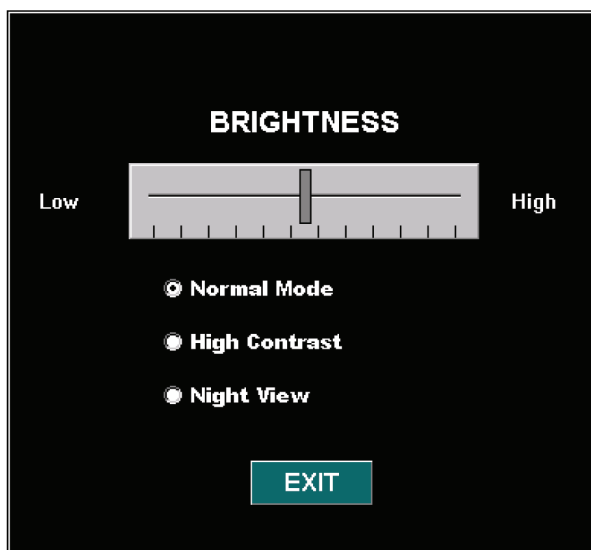 BRIGHTNESS
Low High
Normal Mode
High Contrast
Night View
EXIT